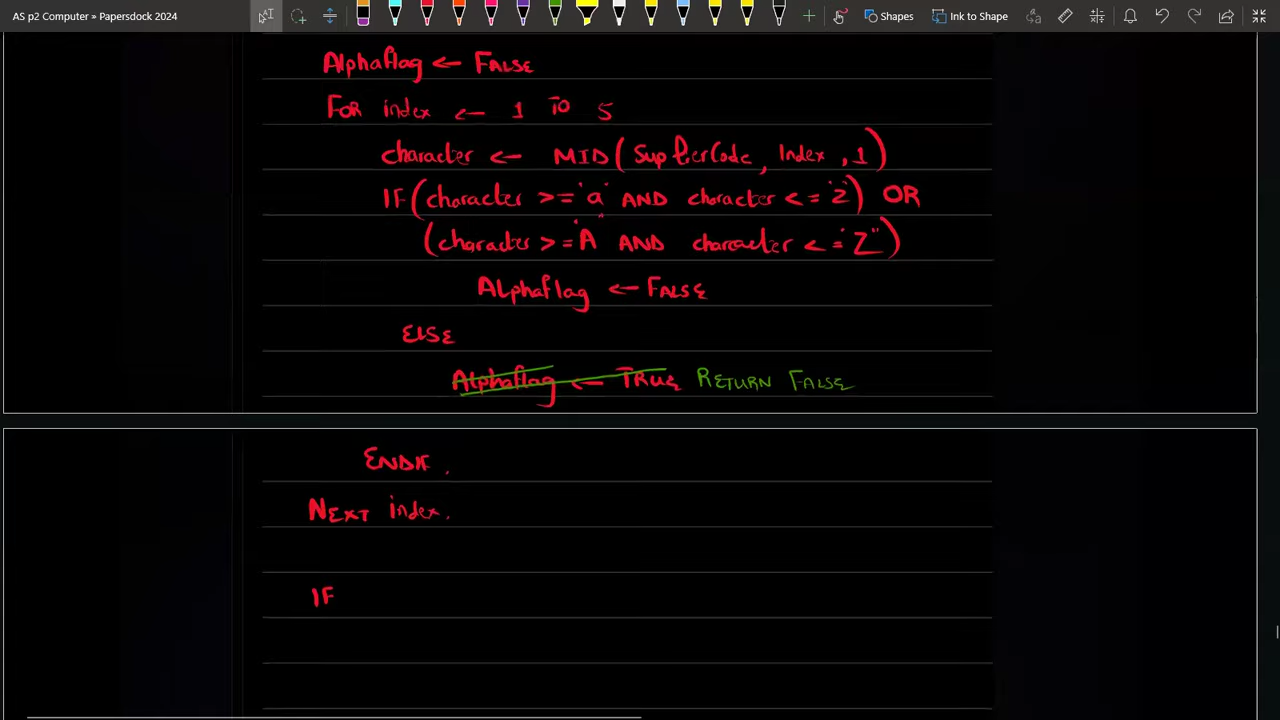 AS p2 Computer » Papersdock 2024
Shapes
Ink to Shape
Alphaflag ← FALSE
FOR index ← 1 TO 5
character ← MID(SupplierCode, Index, 1)
IF(character >= "a" AND character <= "z") OR
(character >= "A" AND character <= "Z")
Alphaflag ← FALSE
ELSE
Alphaflag ← TRUE RETURN FALSE
ENDIF.
NEXT index.
IF